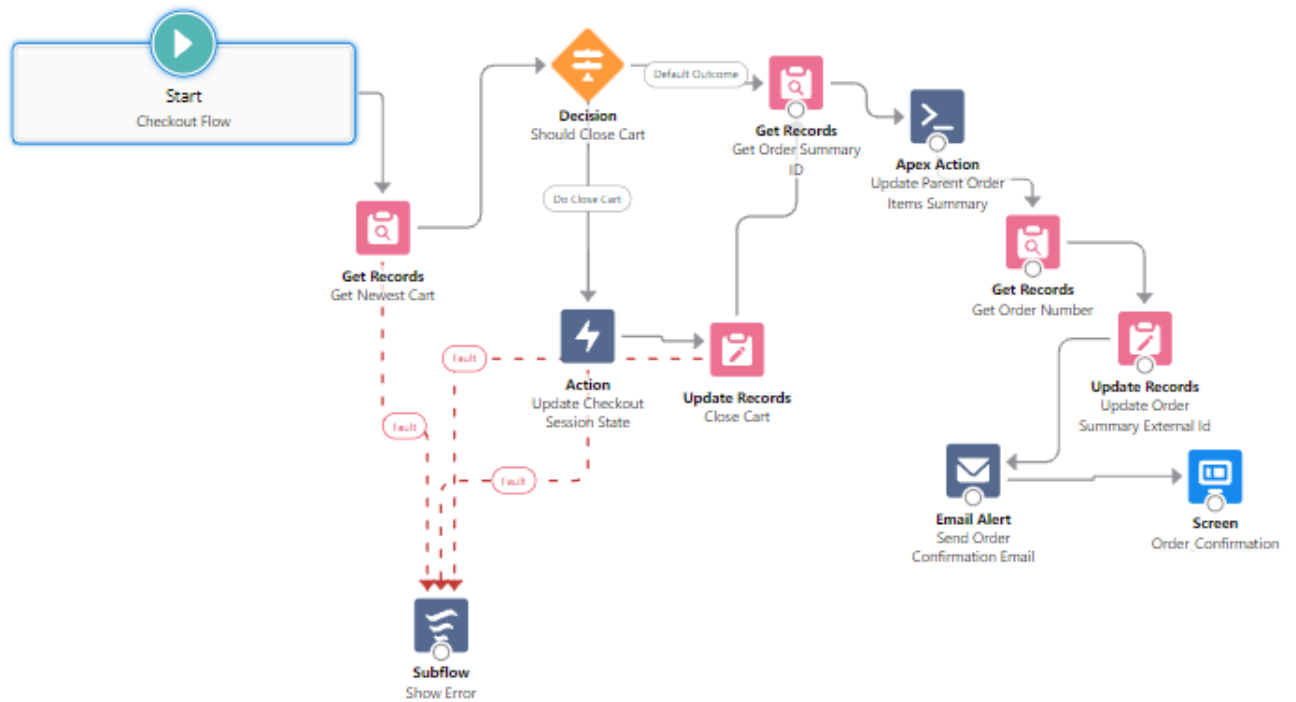 Start
Checkout Flow
Get Records
Get Newest Cart
Decision
Should Close Cart
Default Outcome
Do Close Cart
Get Records
Get Order Summary
ID
Apex Action
Update Parent Order
Items Summary
Get Records
Get Order Number
Action
Update Checkout
Session State
Update Records
Close Cart
Update Records
Update Order
Summary External Id
Fault
Fault
Fault
Email Alert
Send Order
Confirmation Email
Screen
Order_Confirmation
Subflow
Show Error